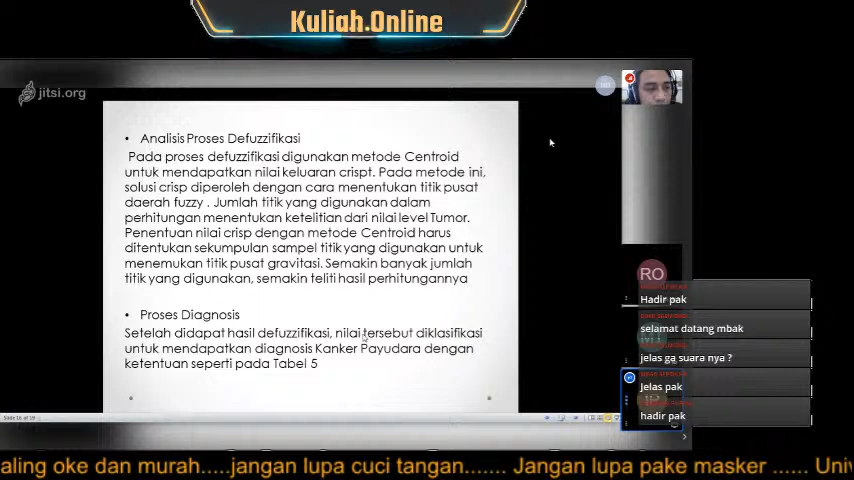 Kuliah.Online
jitsi.org
• Analisis Proses Defuzzifikasi
Pada proses defuzzifikasi digunakan metode Centroid
untuk mendapatkan nilai keluaran crispt. Pada metode ini,
solusi crisp diperoleh dengan cara menentukan titik pusat
daerah fuzzy . Jumlah titik yang digunakan dalam
perhitungan menentukan ketelitian dari nilai level Tumor.
Penentuan nilai crisp dengan metode Centroid harus
ditentukan sekumpulan sampel titik yang digunakan untuk
menemukan titik pusat gravitasi. Semakin banyak jumlah
titik yang digunakan, semakin teliti hasil perhitungannya
• Proses Diagnosis
Setelah didapat hasil defuzzifikasi, nilai tersebut diklasifikasi
untuk mendapatkan diagnosis Kanker Payudara dengan
ketentuan seperti pada Tabel 5
RO
Hadir pak
selamat datang mbak
jelas ga suara nya ?
Jelas pak
hadir pak
aling oke dan murah.....jangan lupa cuci tangan....... Jangan lupa pake masker ...... Univ